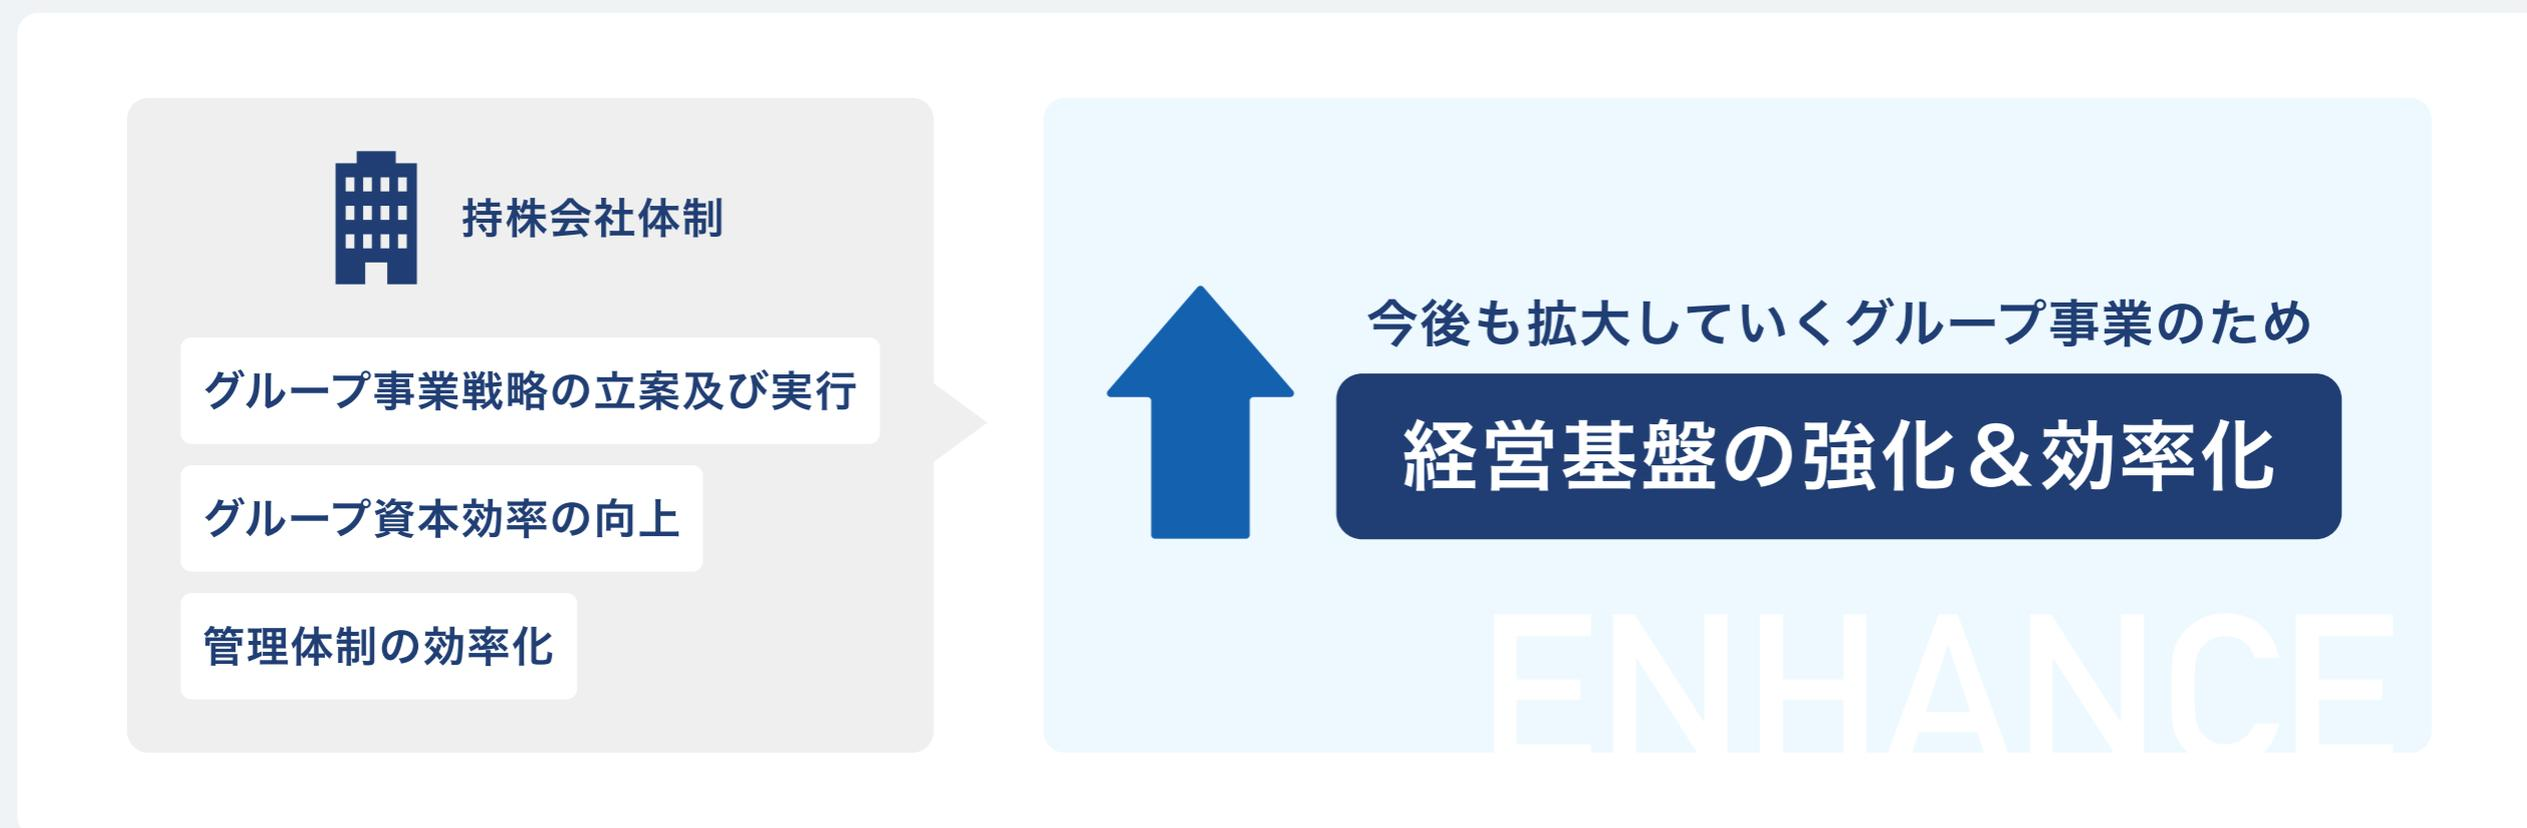 持株会社体制
グループ事業戦略の立案及び実行
グループ資本効率の向上
管理体制の効率化
今後も拡大していくグループ事業のため
経営基盤の強化＆効率化
ENHANCE